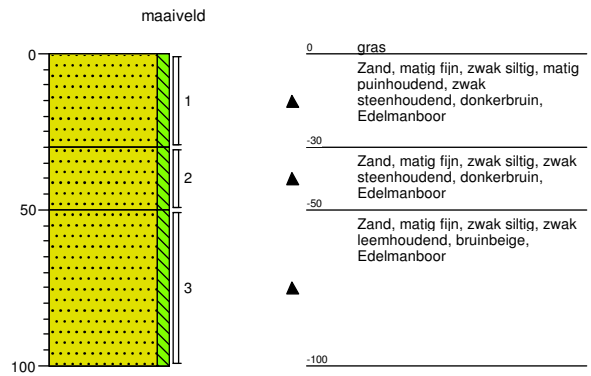 maaiveld
0
50
100
1
2
3
0
gras
Zand, matig fijn, zwak siltig, matig
puinhoudend, zwak
steenhoudend, donkerbruin,
Edelmanboor
-30
Zand, matig fijn, zwak siltig, zwak
steenhoudend, donkerbruin,
Edelmanboor
-50
Zand, matig fijn, zwak siltig, zwak
leemhoudend, bruinbeige,
Edelmanboor
-100